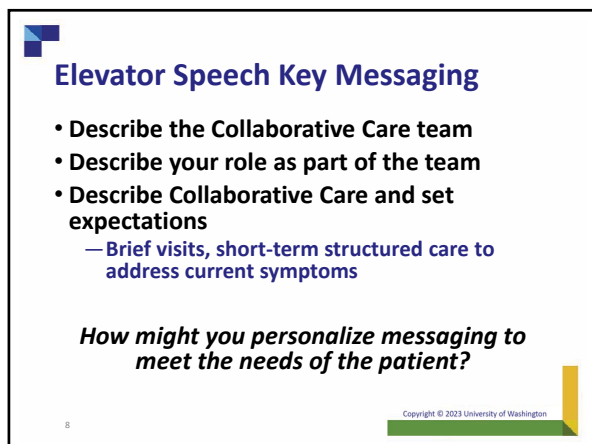 Elevator Speech Key Messaging
• Describe the Collaborative Care team
• Describe your role as part of the team
• Describe Collaborative Care and set
expectations
—Brief visits, short-term structured care to
address current symptoms
How might you personalize messaging to
meet the needs of the patient?
8
Copyright © 2023 University of Washington